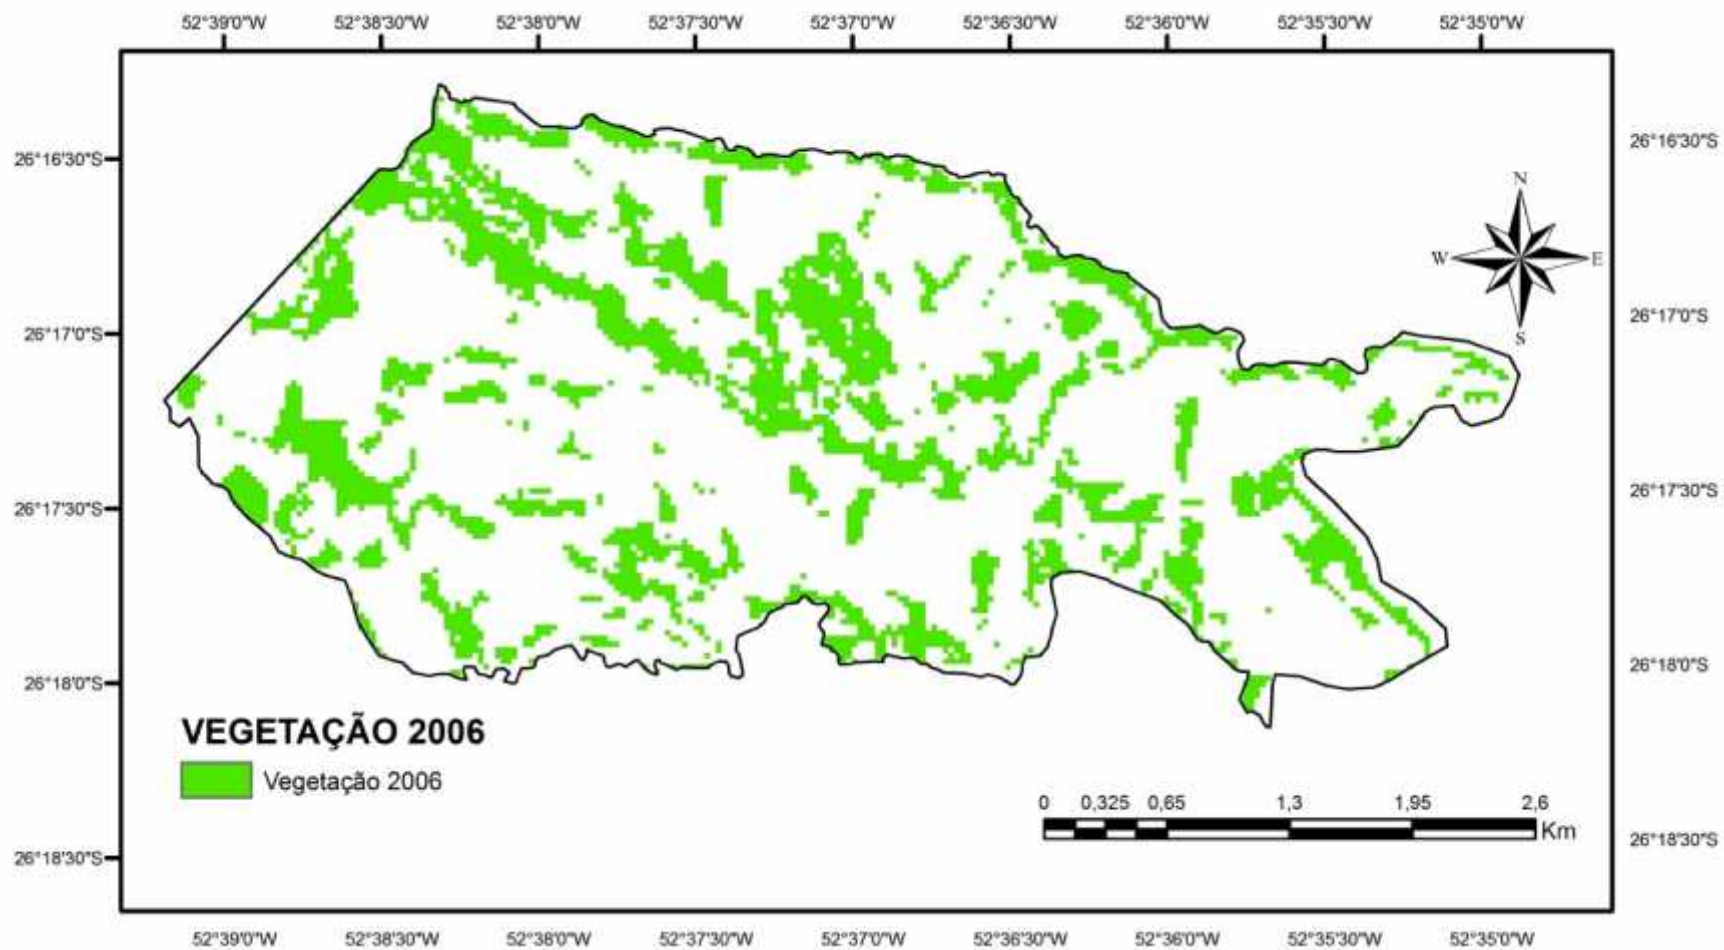 52°39'0"W 52°38'30"W 52°38'0"W 52°37'30"W 52°37'0"W 52°36'30"W 52°36'0"W 52°35'30"W 52°35'0"W
26°16'30"S 26°16'30"S
N
W E
S
26°17'0"S 26°17'0"S
26°17'30"S 26°17'30"S
26°18'0"S 26°18'0"S
VEGETAÇÃO 2006
Vegetação 2006
0 0,325 0,65 1,3 1,95 2,6
Km
26°18'30"S 26°18'30"S
52°39'0"W 52°38'30"W 52°38'0"W 52°37'30"W 52°37'0"W 52°36'30"W 52°36'0"W 52°35'30"W 52°35'0"W